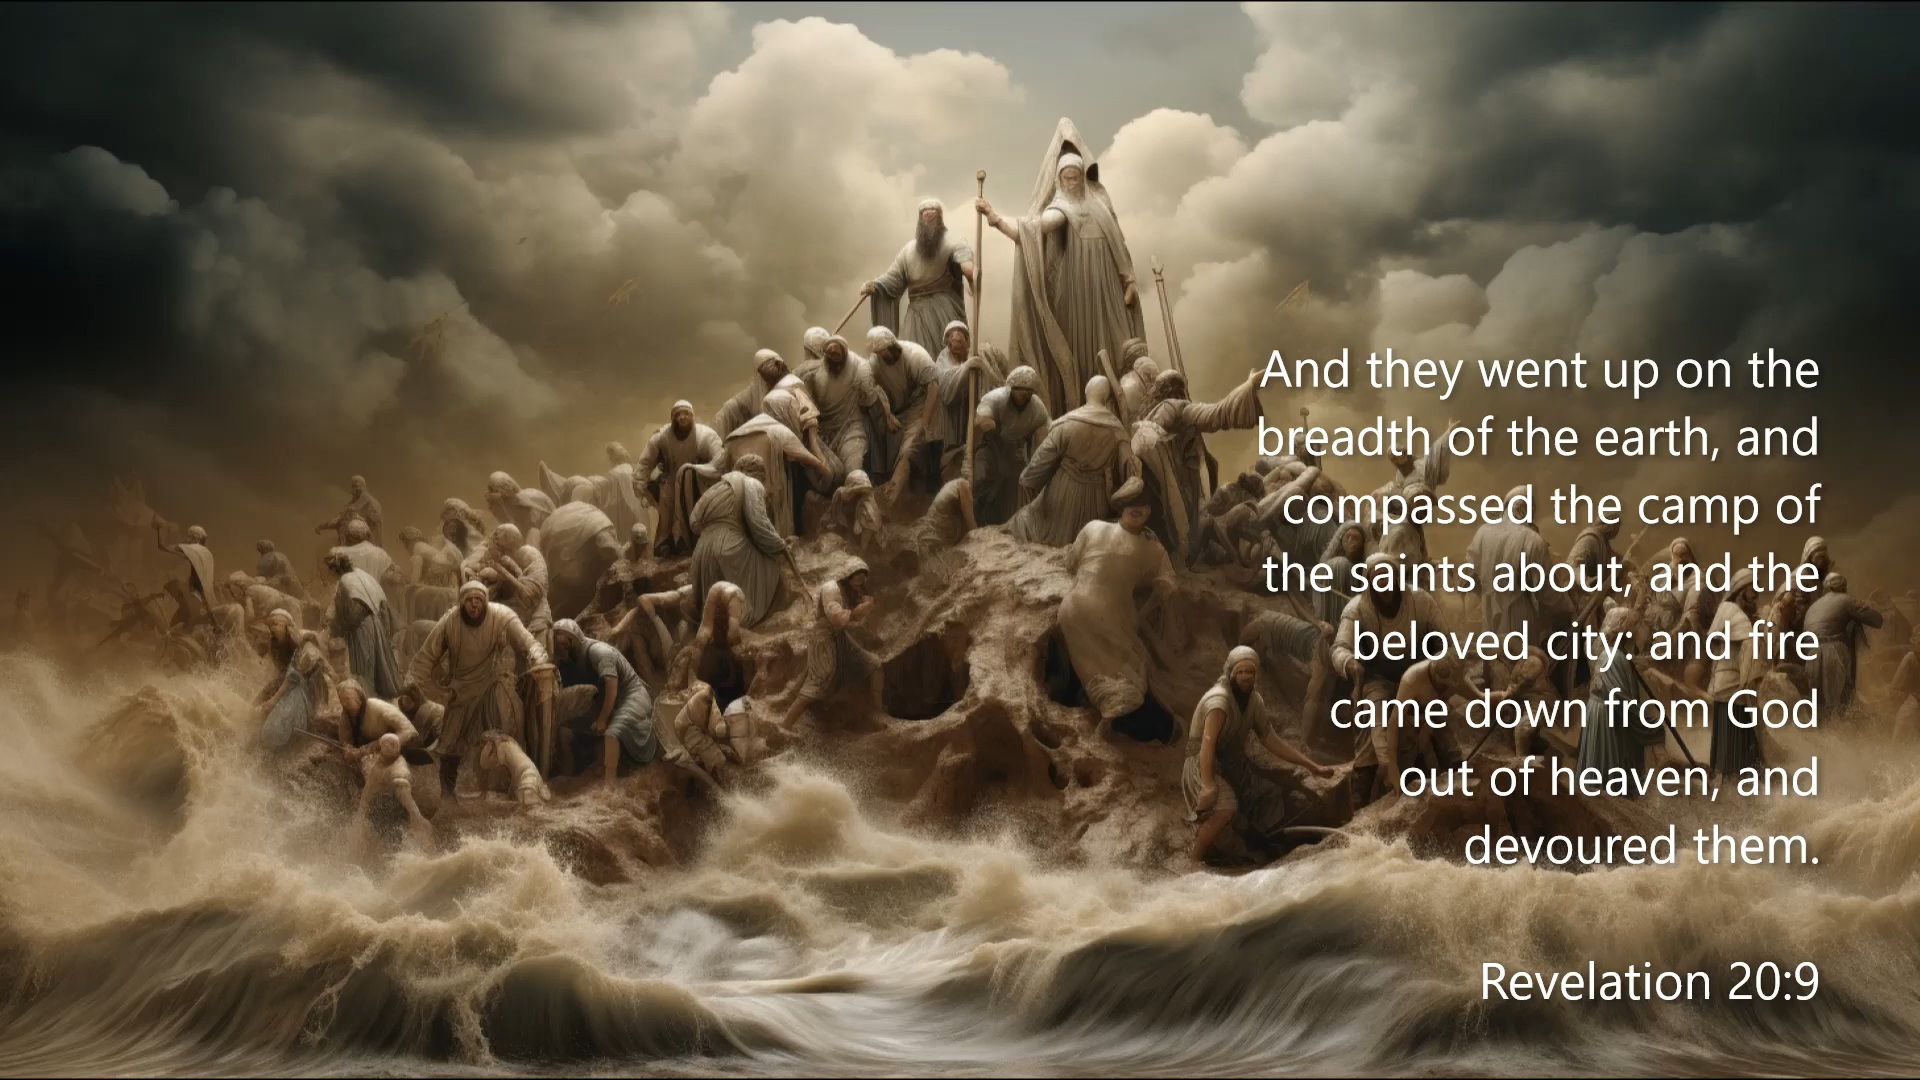 And they went up on the
breadth of the earth, and
compassed the camp of
the saints about, and the
beloved city: and fire
came down from God
out of heaven, and
devoured them.
Revelation 20:9